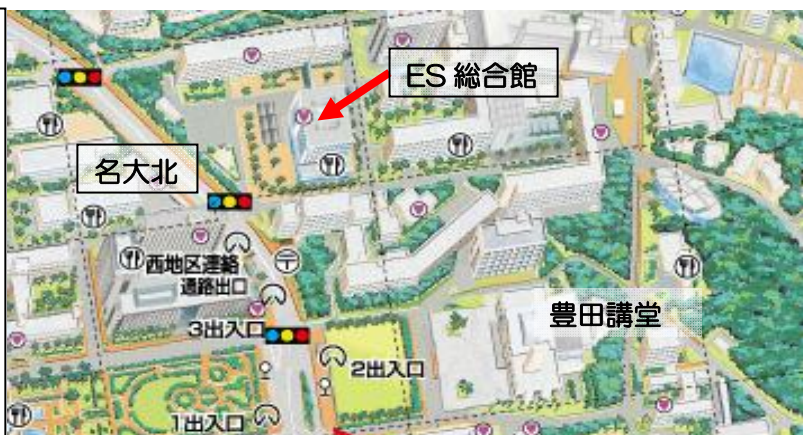 ES 総合館
名大北
西地区連絡
通路出口
3出入口
豊田講堂
2出入口
1出入口